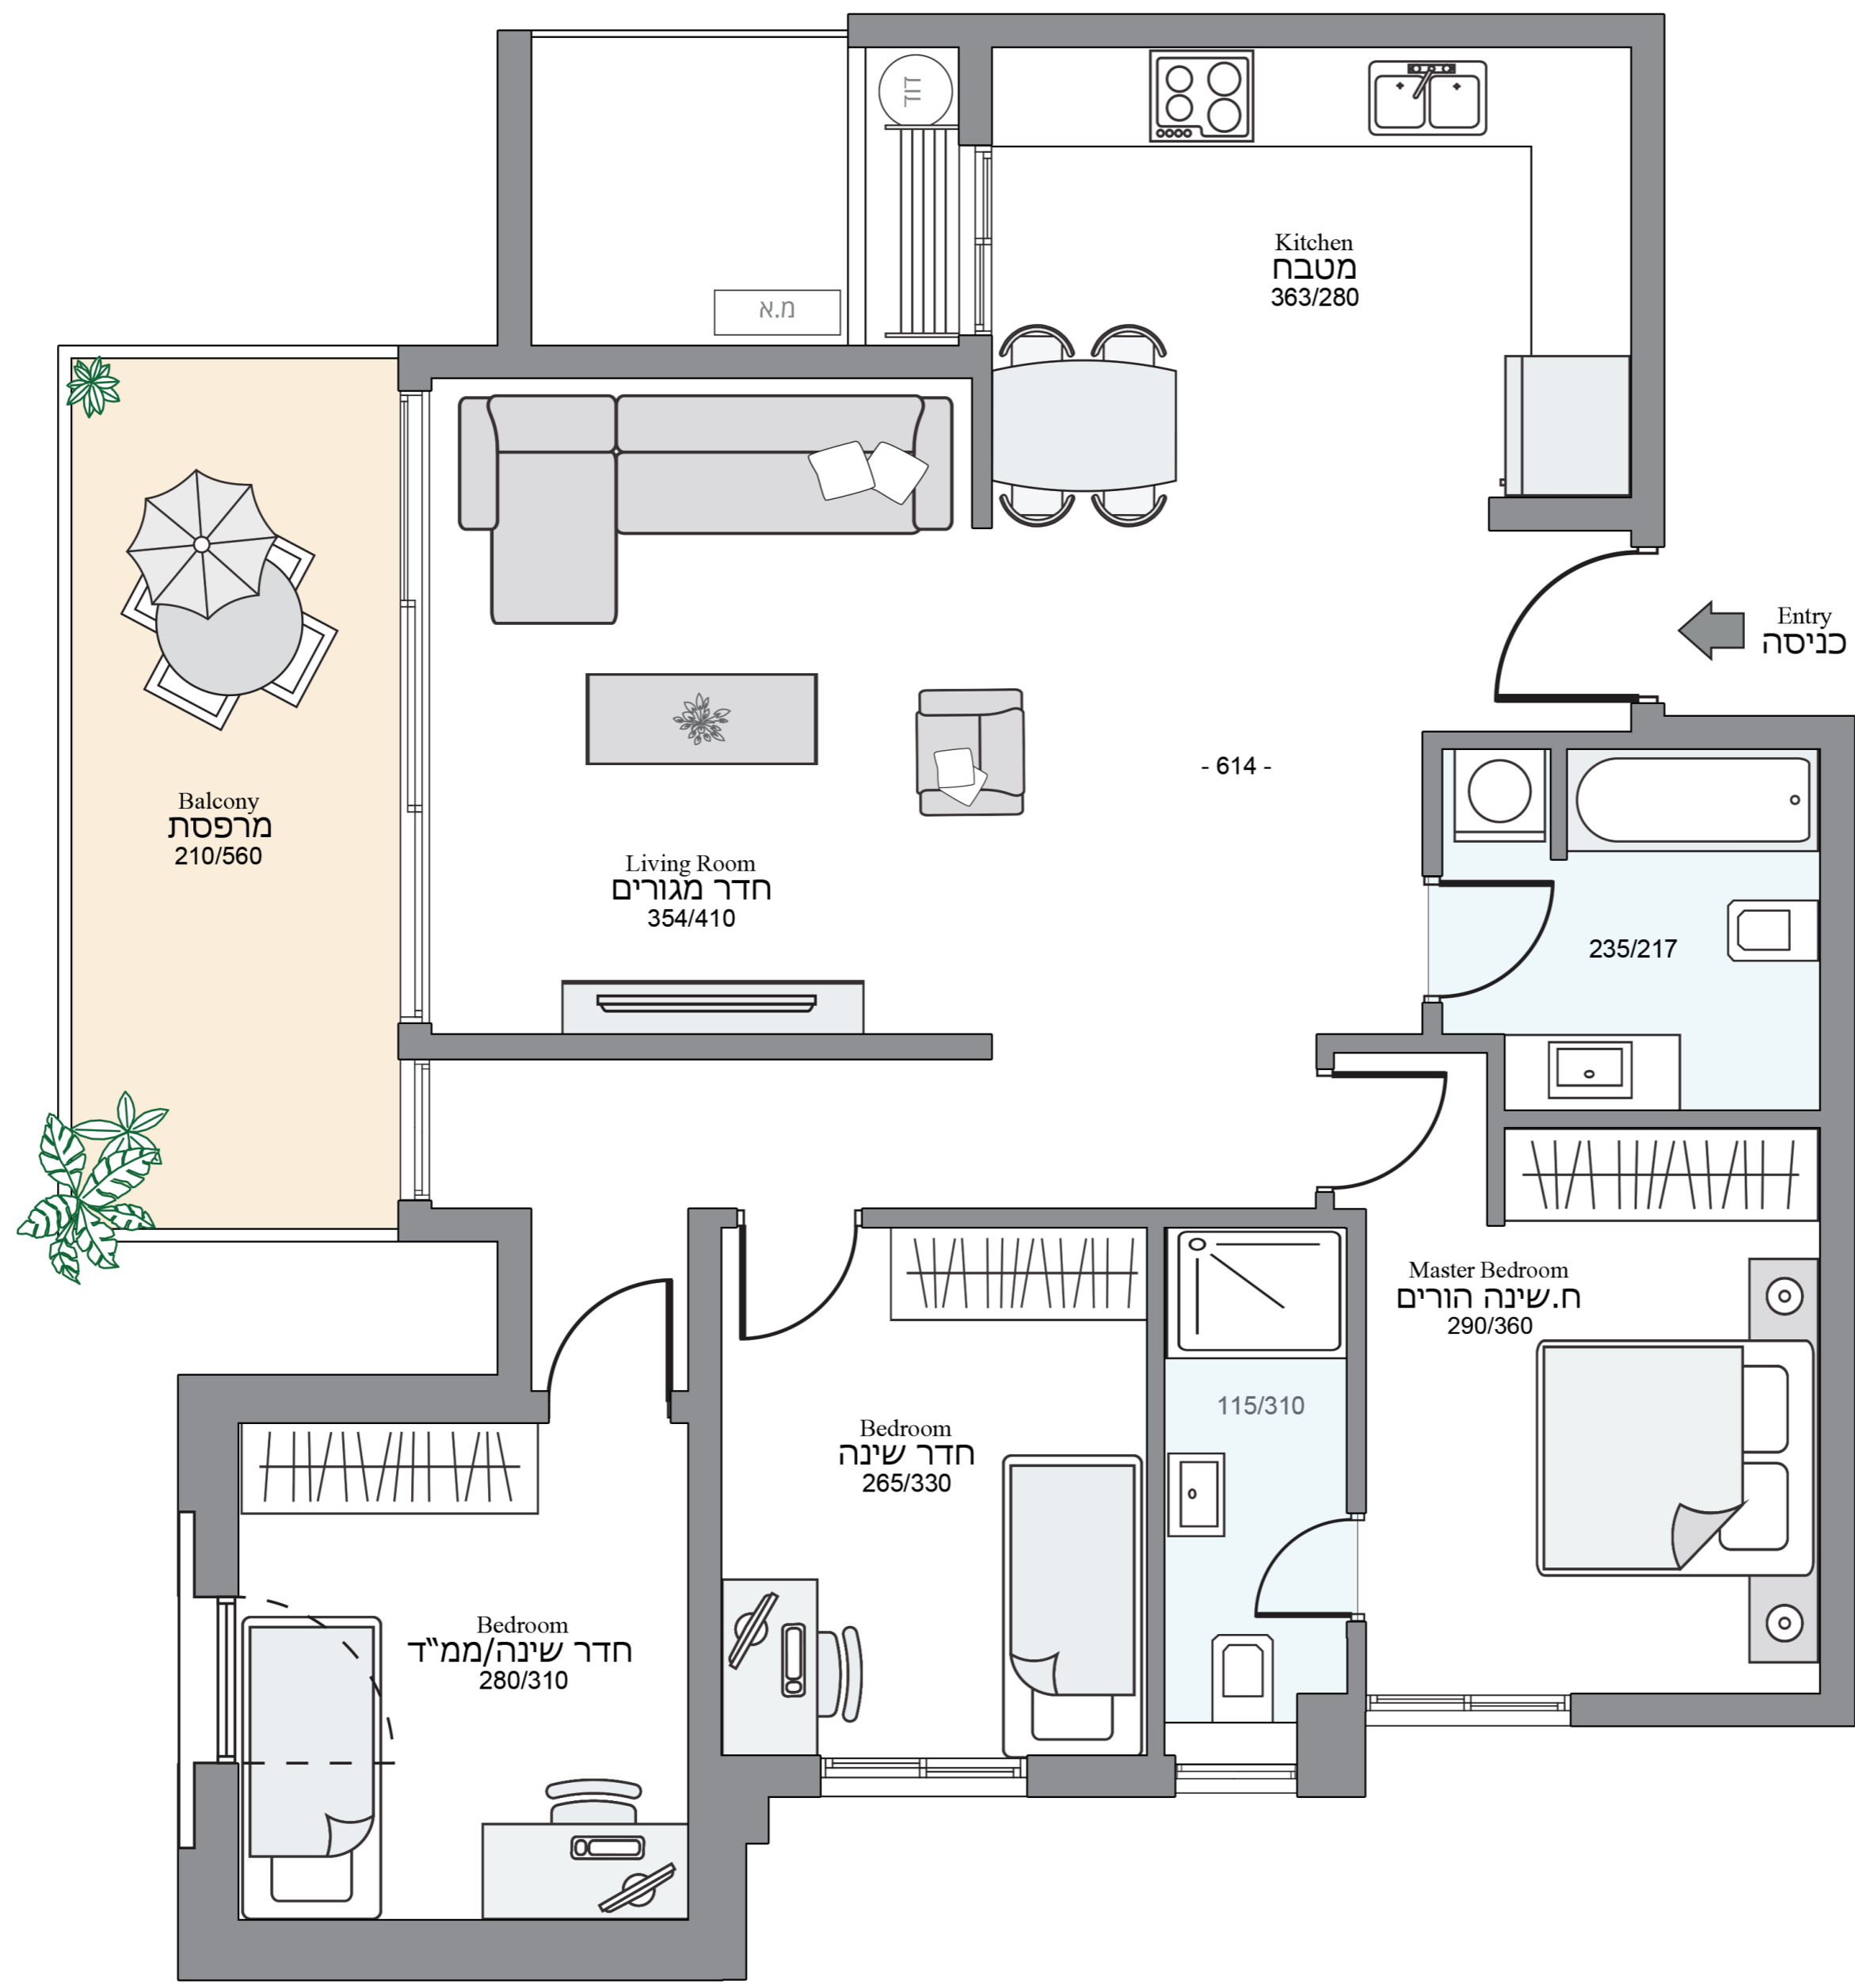 דוד
Kitchen
מטבח
363/280
מ.א
Entry
כניסה
- 614 -
Balcony
מרפסת
210/560
Living Room
חדר מגורים
354/410
235/217
Master Bedroom
ח.שינה הורים
290/360
115/310
Bedroom
חדר שינה
265/330
Bedroom
חדר שינה/ממ"ד
280/310